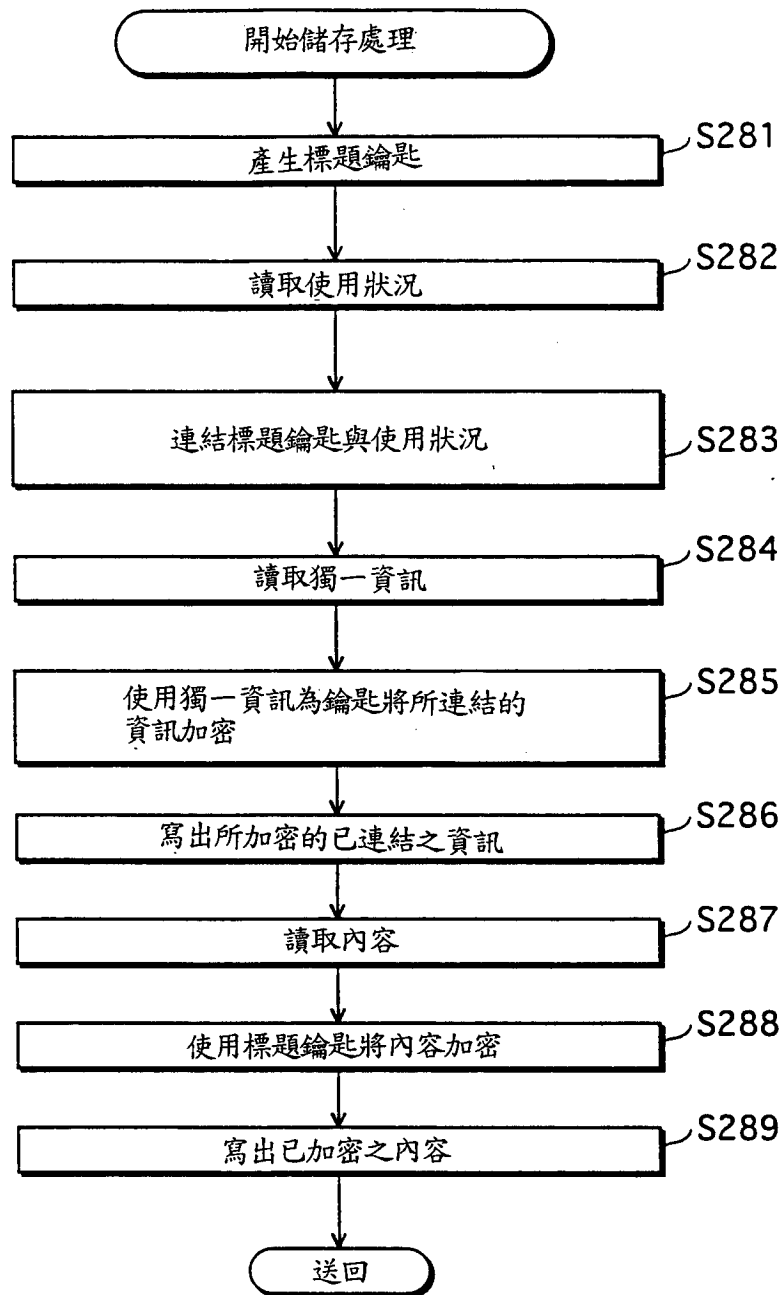 開始儲存處理
S281
產生標題鑰匙
S282
讀取使用狀況
S283
連結標題鑰匙與使用狀況
S284
讀取獨一資訊
S285
使用獨一資訊為鑰匙將所連結的
資訊加密
S286
寫出所加密的已連結之資訊
S287
讀取內容
S288
使用標題鑰匙將內容加密
S289
寫出已加密之內容
送回